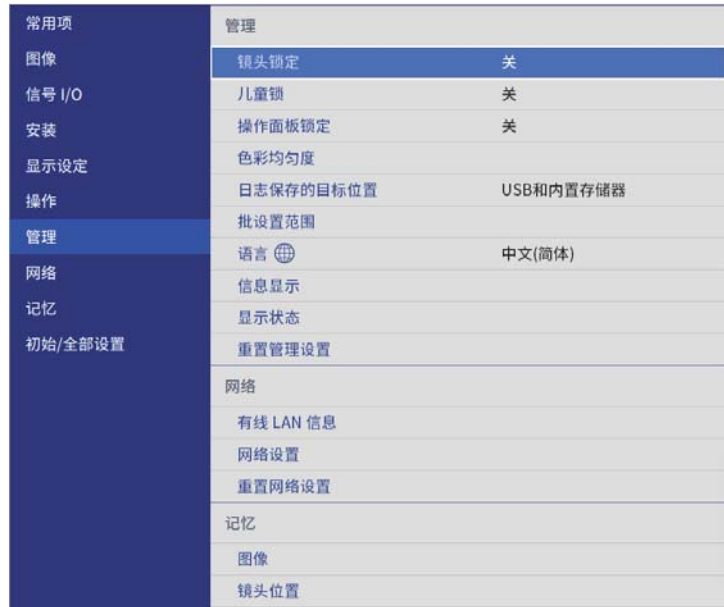 常用项
图像
信号 I/O
安装
显示设定
操作
管理
网络
记忆
初始/全部设置
管理
镜头锁定 关
儿童锁 关
操作面板锁定 关
色彩均匀度
日志保存的目标位置 USB和内置存储器
批设置范围
语言 中文(简体)
信息显示
显示状态
重置管理设置
网络
有线 LAN 信息
网络设置
重置网络设置
记忆
图像
镜头位置